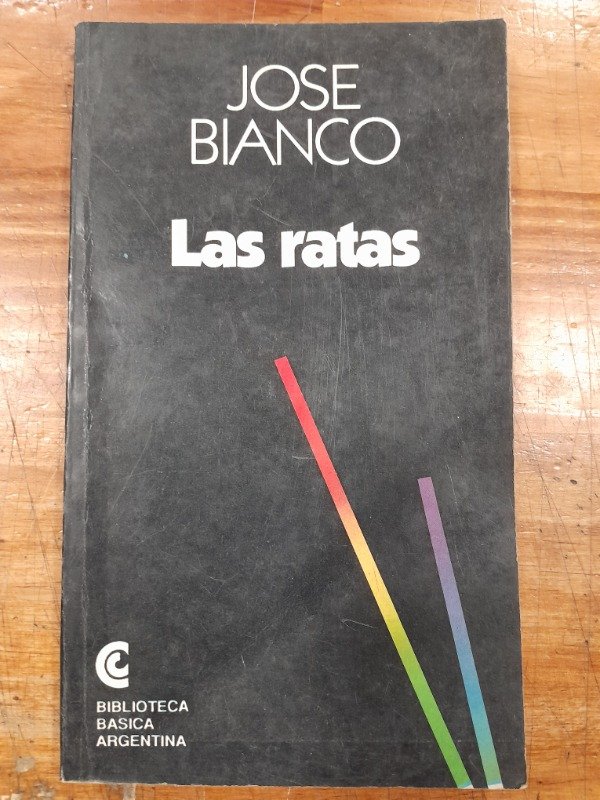 JOSE
BIANCO
Las ratas
BIBLIOTECA
BASICA
ARGENTINA